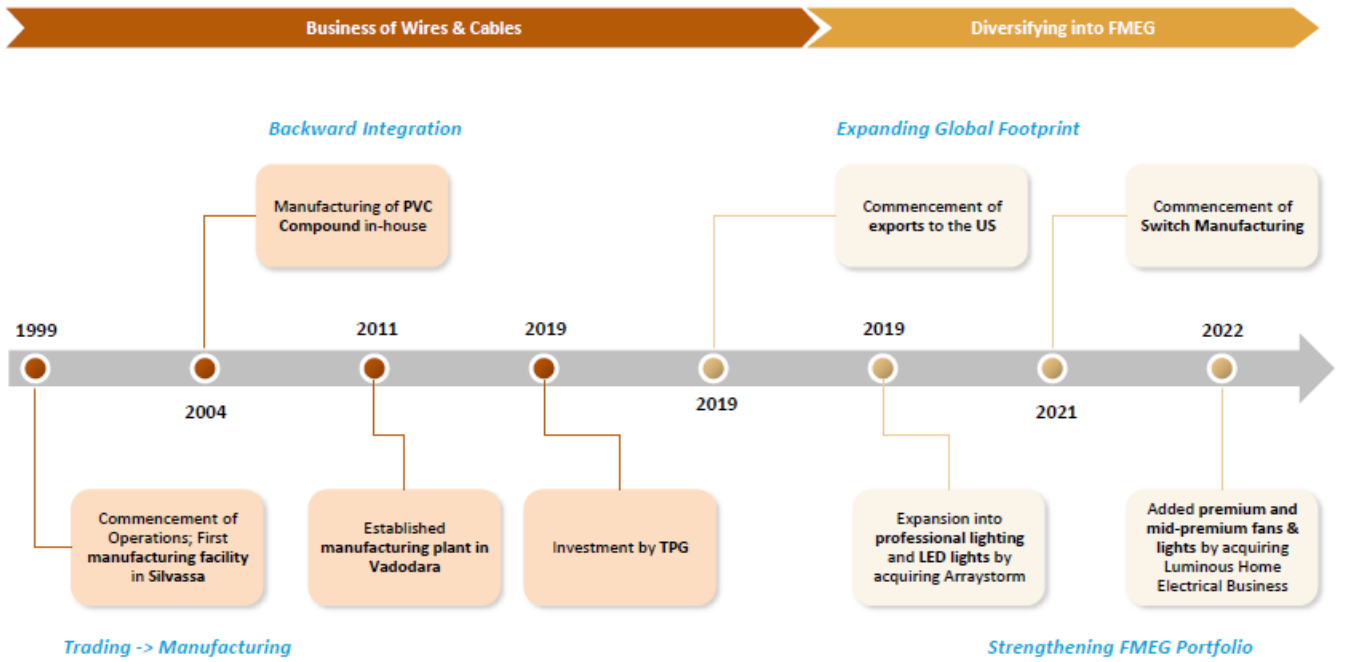 Business of Wires & Cables
Diversifying into FMEG
Backward Integration
Expanding Global Footprint
Manufacturing of PVC
Compound in-house
Commencement of
exports to the US
Commencement of
Switch Manufacturing
1999
2011
2019
2019
2022
2004
2019
2021
Commencement of
Operations; First
manufacturing facility
in Silvassa
Established
manufacturing plant in
Vadodara
Investment by TPG
Expansion into
professional lighting
and LED lights by
acquiring Arraystorm
Added premium and
mid-premium fans &
lights by acquiring
Luminous Home
Electrical Business
Trading -> Manufacturing
Strengthening FMEG Portfolio